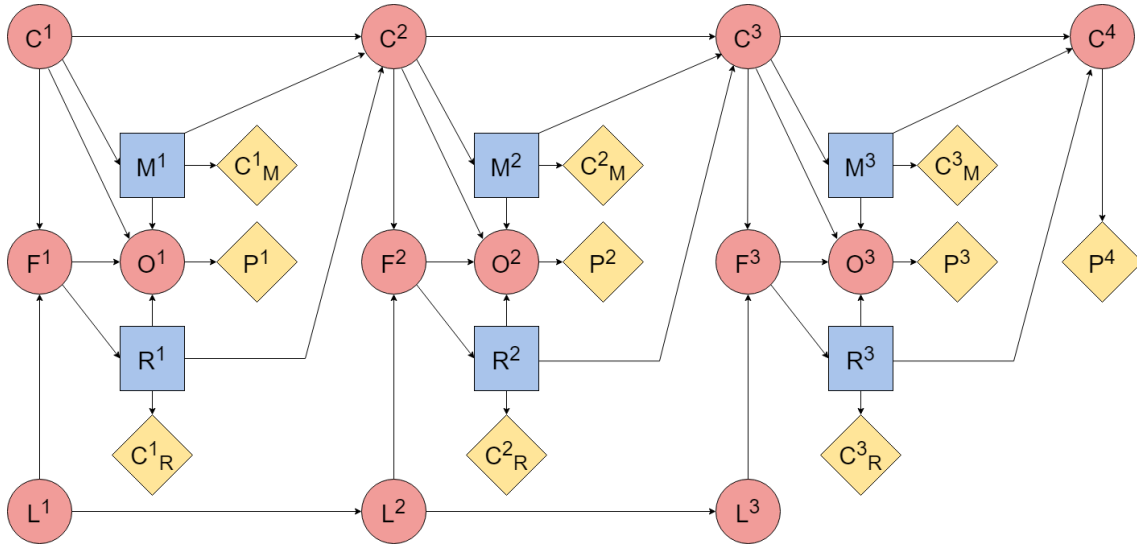 C¹ C² C³ C⁴
M¹ C¹M M² C²M M³ C³M
F¹ O¹ P¹ F² O² P² F³ O³ P³ P⁴
R¹ R² R³
C¹R C²R C³R
L¹ L² L³